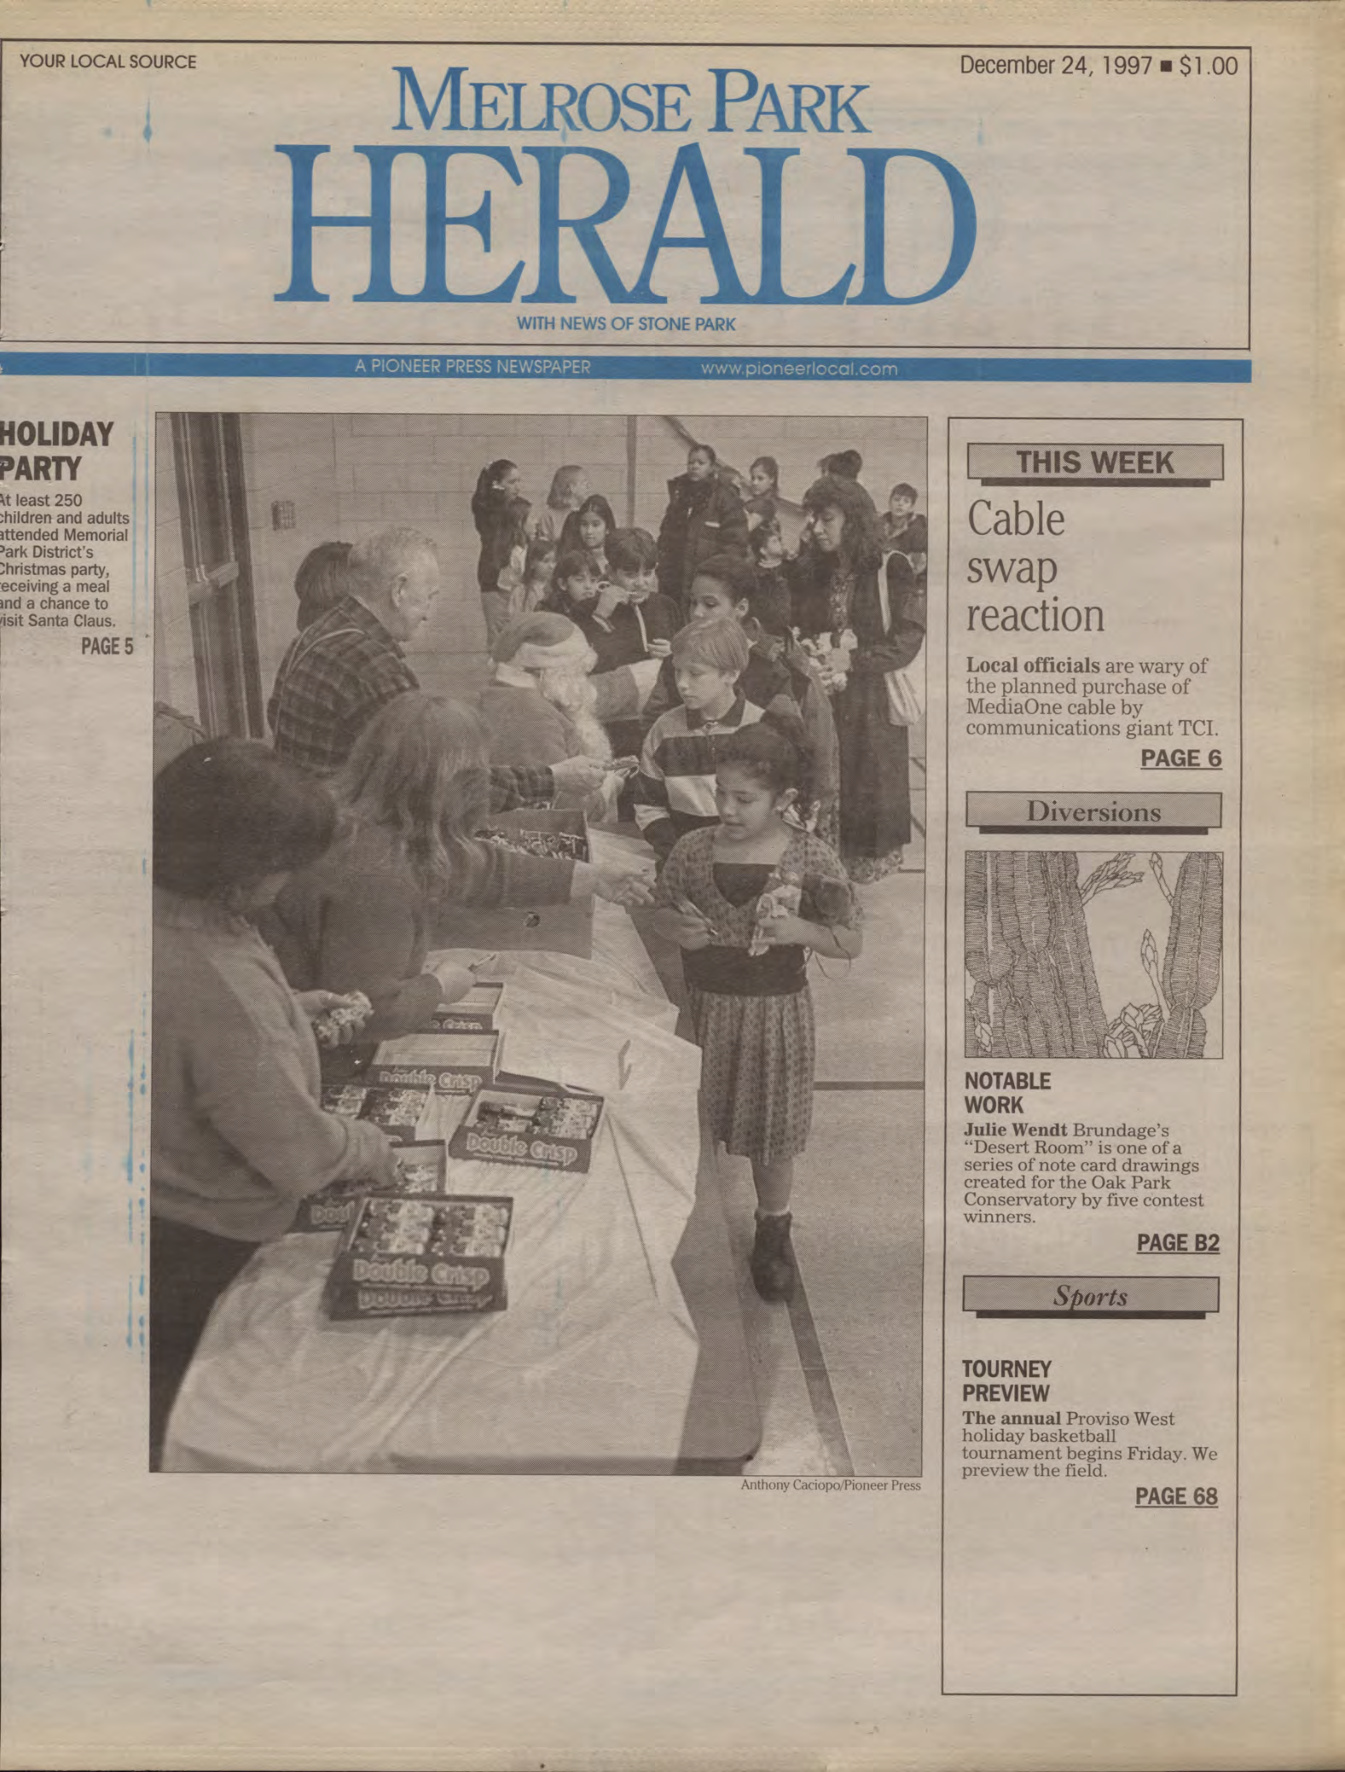 YOUR LOCAL SOURCE
December 24, 1997 ■ $1.00
MELROSE PARK
HERALD
WITH NEWS OF STONE PARK
A PIONEER PRESS NEWSPAPER www.pioneerlocal.com
HOLIDAY
PARTY
At least 250
children and adults
attended Memorial
Park District's
Christmas party,
receiving a meal
and a chance to
visit Santa Claus.
PAGE 5
Crisp
Double Crisp
Double Crisp
Dou
Double Crisp
Double Crisp
Anthony Caciopo/Pioneer Press
THIS WEEK
Cable
swap
reaction
Local officials are wary of
the planned purchase of
MediaOne cable by
communications giant TCI.
PAGE 6
Diversions
NOTABLE
WORK
Julie Wendt Brundage's
“Desert Room” is one of a
series of note card drawings
created for the Oak Park
Conservatory by five contest
winners.
PAGE B2
Sports
TOURNEY
PREVIEW
The annual Proviso West
holiday basketball
tournament begins Friday. We
preview the field.
PAGE 68